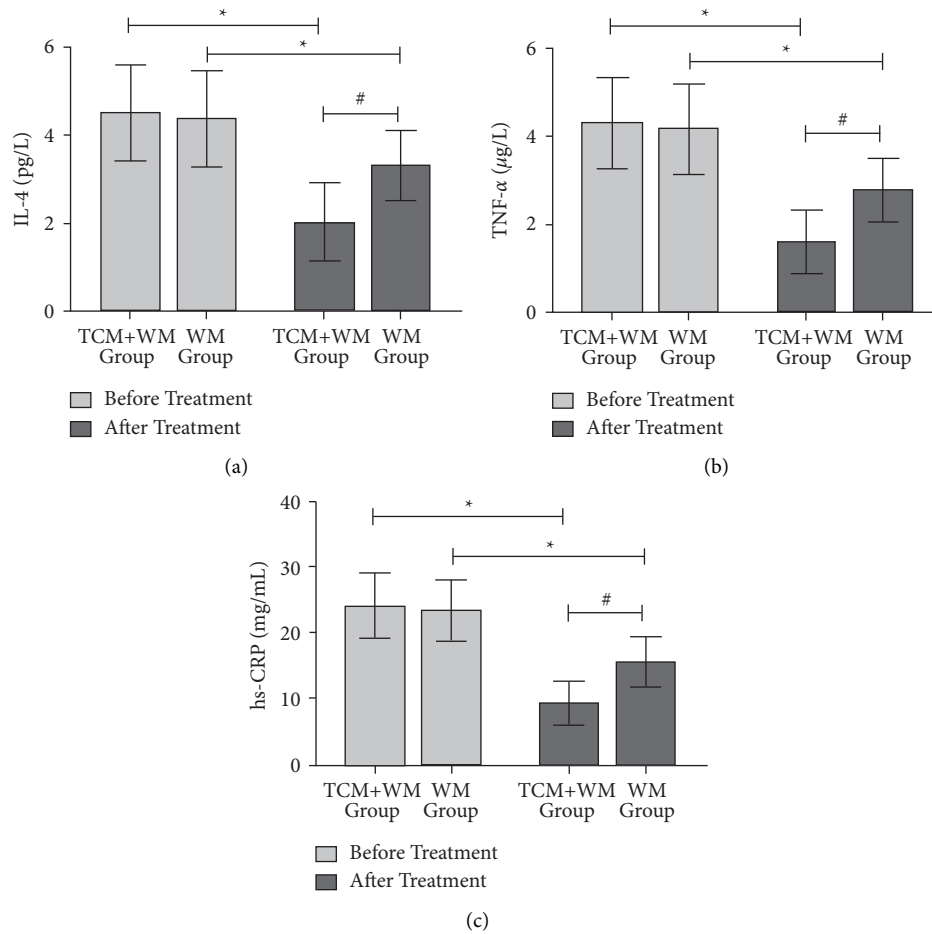 *
*
#
6
4
2
0
IL-4 (pg/L)
TCM+WM Group
WM Group
TCM+WM Group
WM Group
Before Treatment
After Treatment
(a)
*
*
#
6
4
2
0
TNF-α (μg/L)
TCM+WM Group
WM Group
TCM+WM Group
WM Group
Before Treatment
After Treatment
(b)
*
*
#
40
30
20
10
0
hs-CRP (mg/mL)
TCM+WM Group
WM Group
TCM+WM Group
WM Group
Before Treatment
After Treatment
(c)